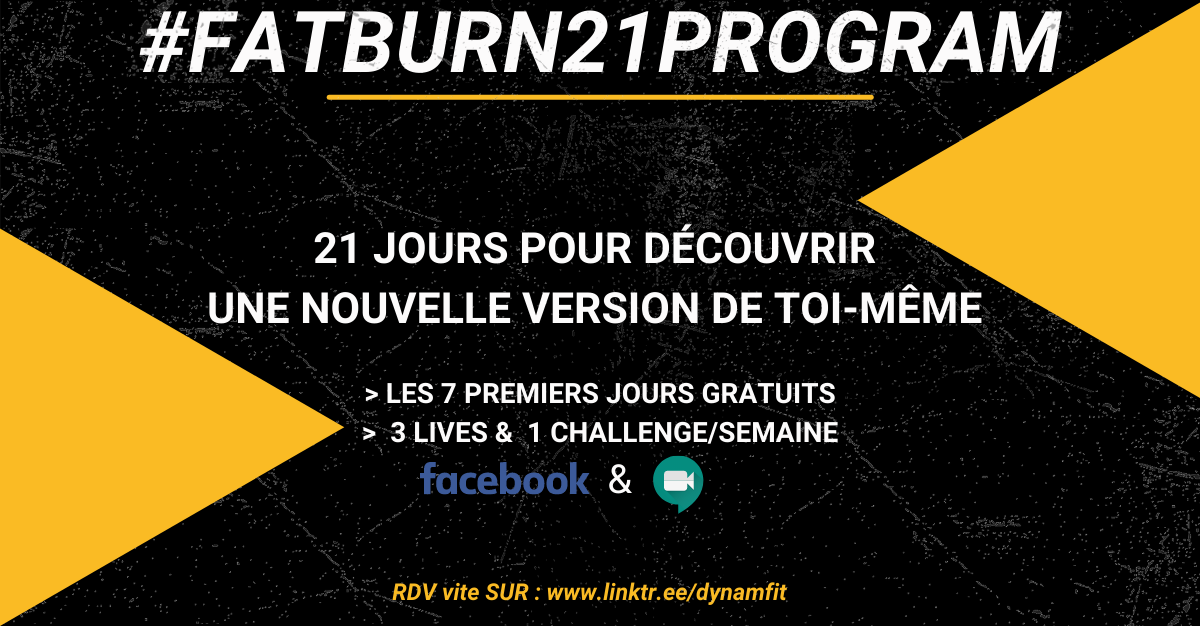 #FATBURN21PROGRAM
21 JOURS POUR DÉCOUVRIR
UNE NOUVELLE VERSION DE TOI-MÊME
> LES 7 PREMIERS JOURS GRATUITS
> 3 LIVES & 1 CHALLENGE/SEMAINE
facebook &
RDV vite SUR : www.linktr.ee/dynamfit